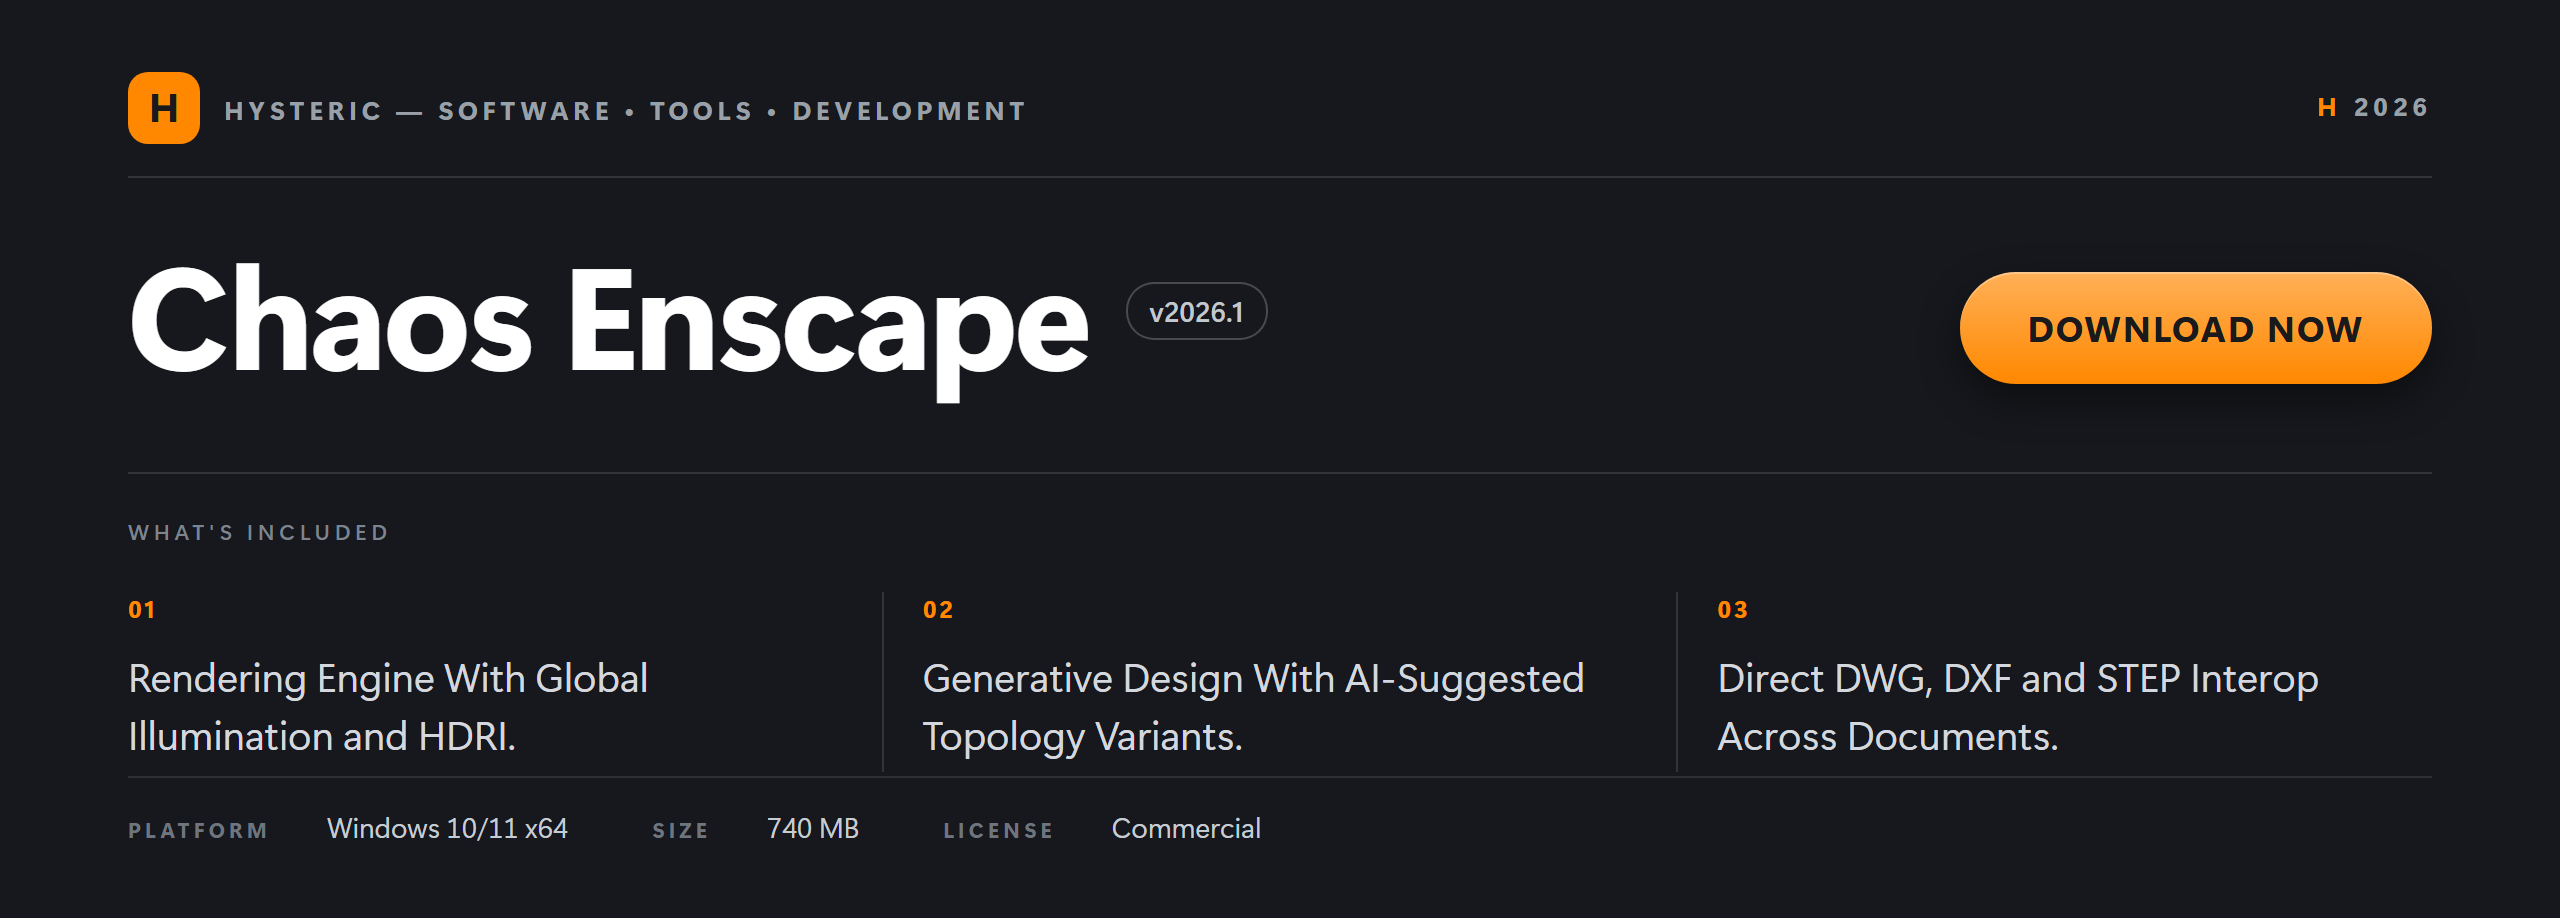 H
HYSTERIC — SOFTWARE • TOOLS • DEVELOPMENT
H 2026
Chaos Enscape
v2026.1
DOWNLOAD NOW
WHAT'S INCLUDED
01
Rendering Engine With Global
Illumination and HDRI.
02
Generative Design With AI-Suggested
Topology Variants.
03
Direct DWG, DXF and STEP Interop
Across Documents.
PLATFORM Windows 10/11 x64 SIZE 740 MB LICENSE Commercial